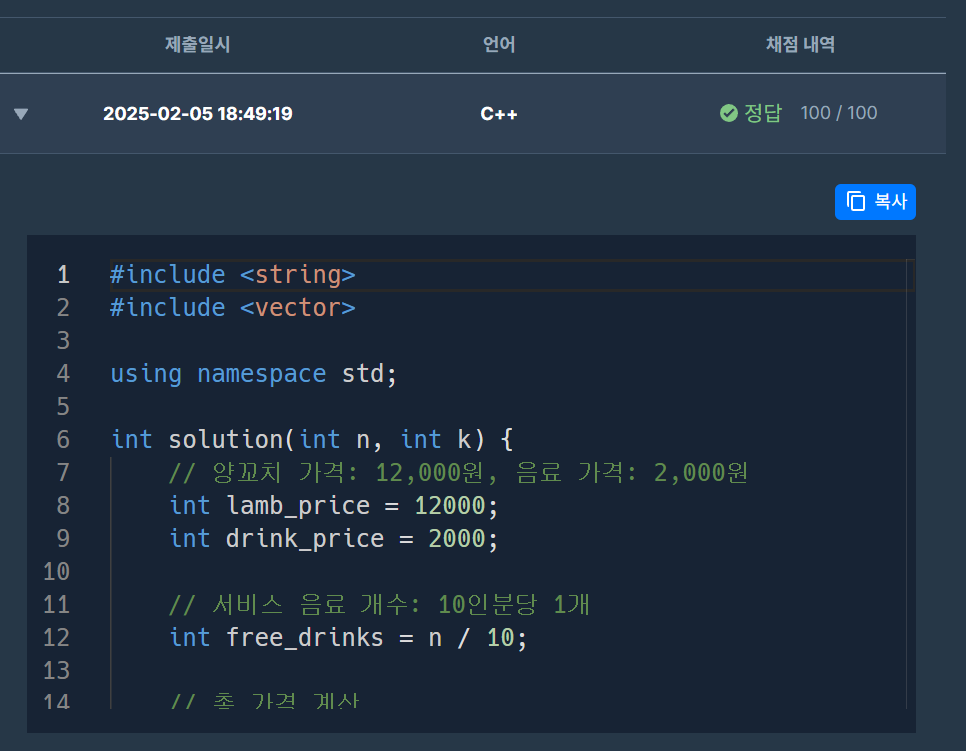 제출일시 언어 채점 내역
2025-02-05 18:49:19 C++ 정답 100 / 100
복사
1 #include <string>
2 #include <vector>
3
4 using namespace std;
5
6 int solution(int n, int k) {
7 // 양꼬치 가격: 12,000원, 음료 가격: 2,000원
8 int lamb_price = 12000;
9 int drink_price = 2000;
10
11 // 서비스 음료 개수: 10인분당 1개
12 int free_drinks = n / 10;
13
14 // 총 가격 계산